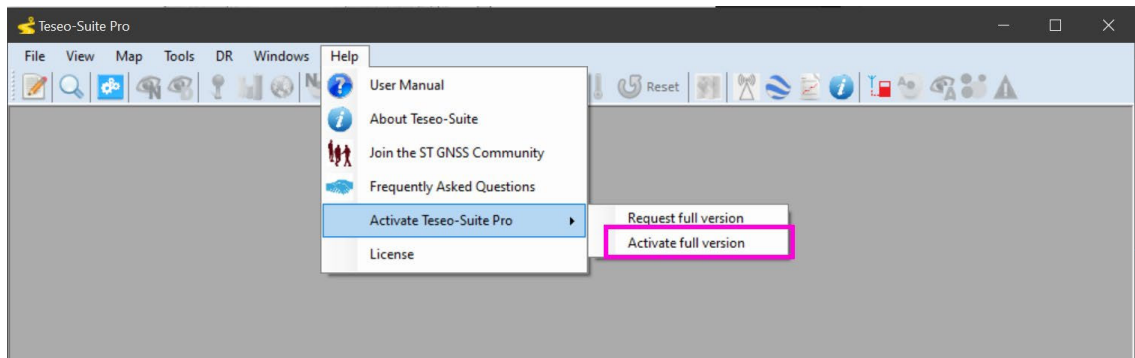 Teseo-Suite Pro
File View Map Tools DR Windows Help
Reset
User Manual
About Teseo-Suite
Join the ST GNSS Community
Frequently Asked Questions
Activate Teseo-Suite Pro
License
Request full version
Activate full version